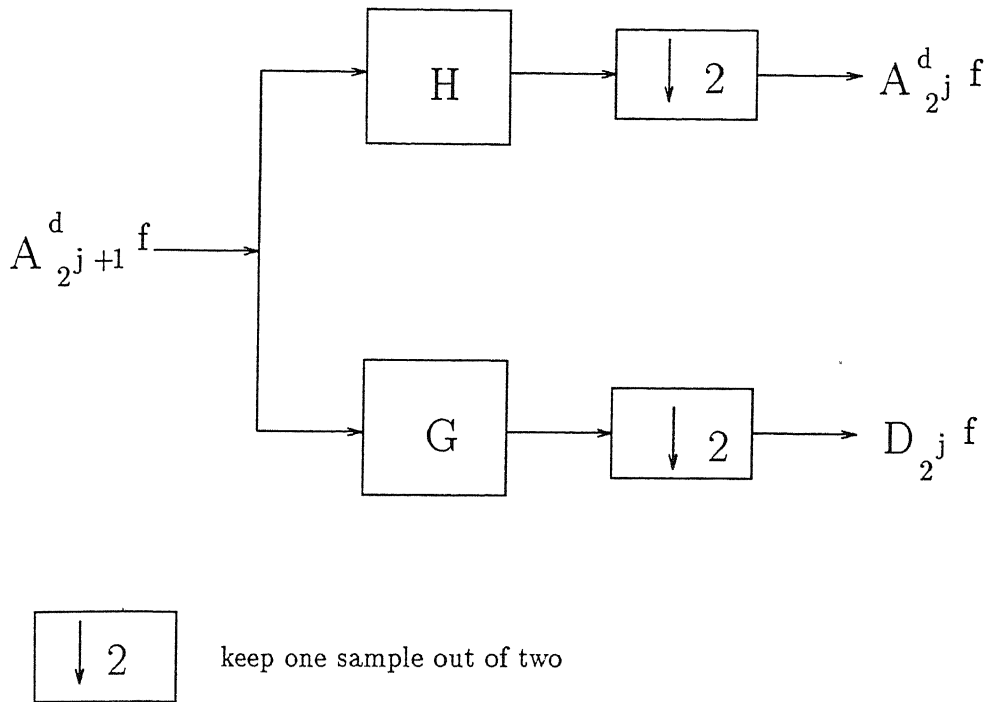 H
↓ 2
A^d_{2^j} f
A^d_{2^{j+1}} f
G
↓ 2
D_{2^j} f
↓ 2
keep one sample out of two